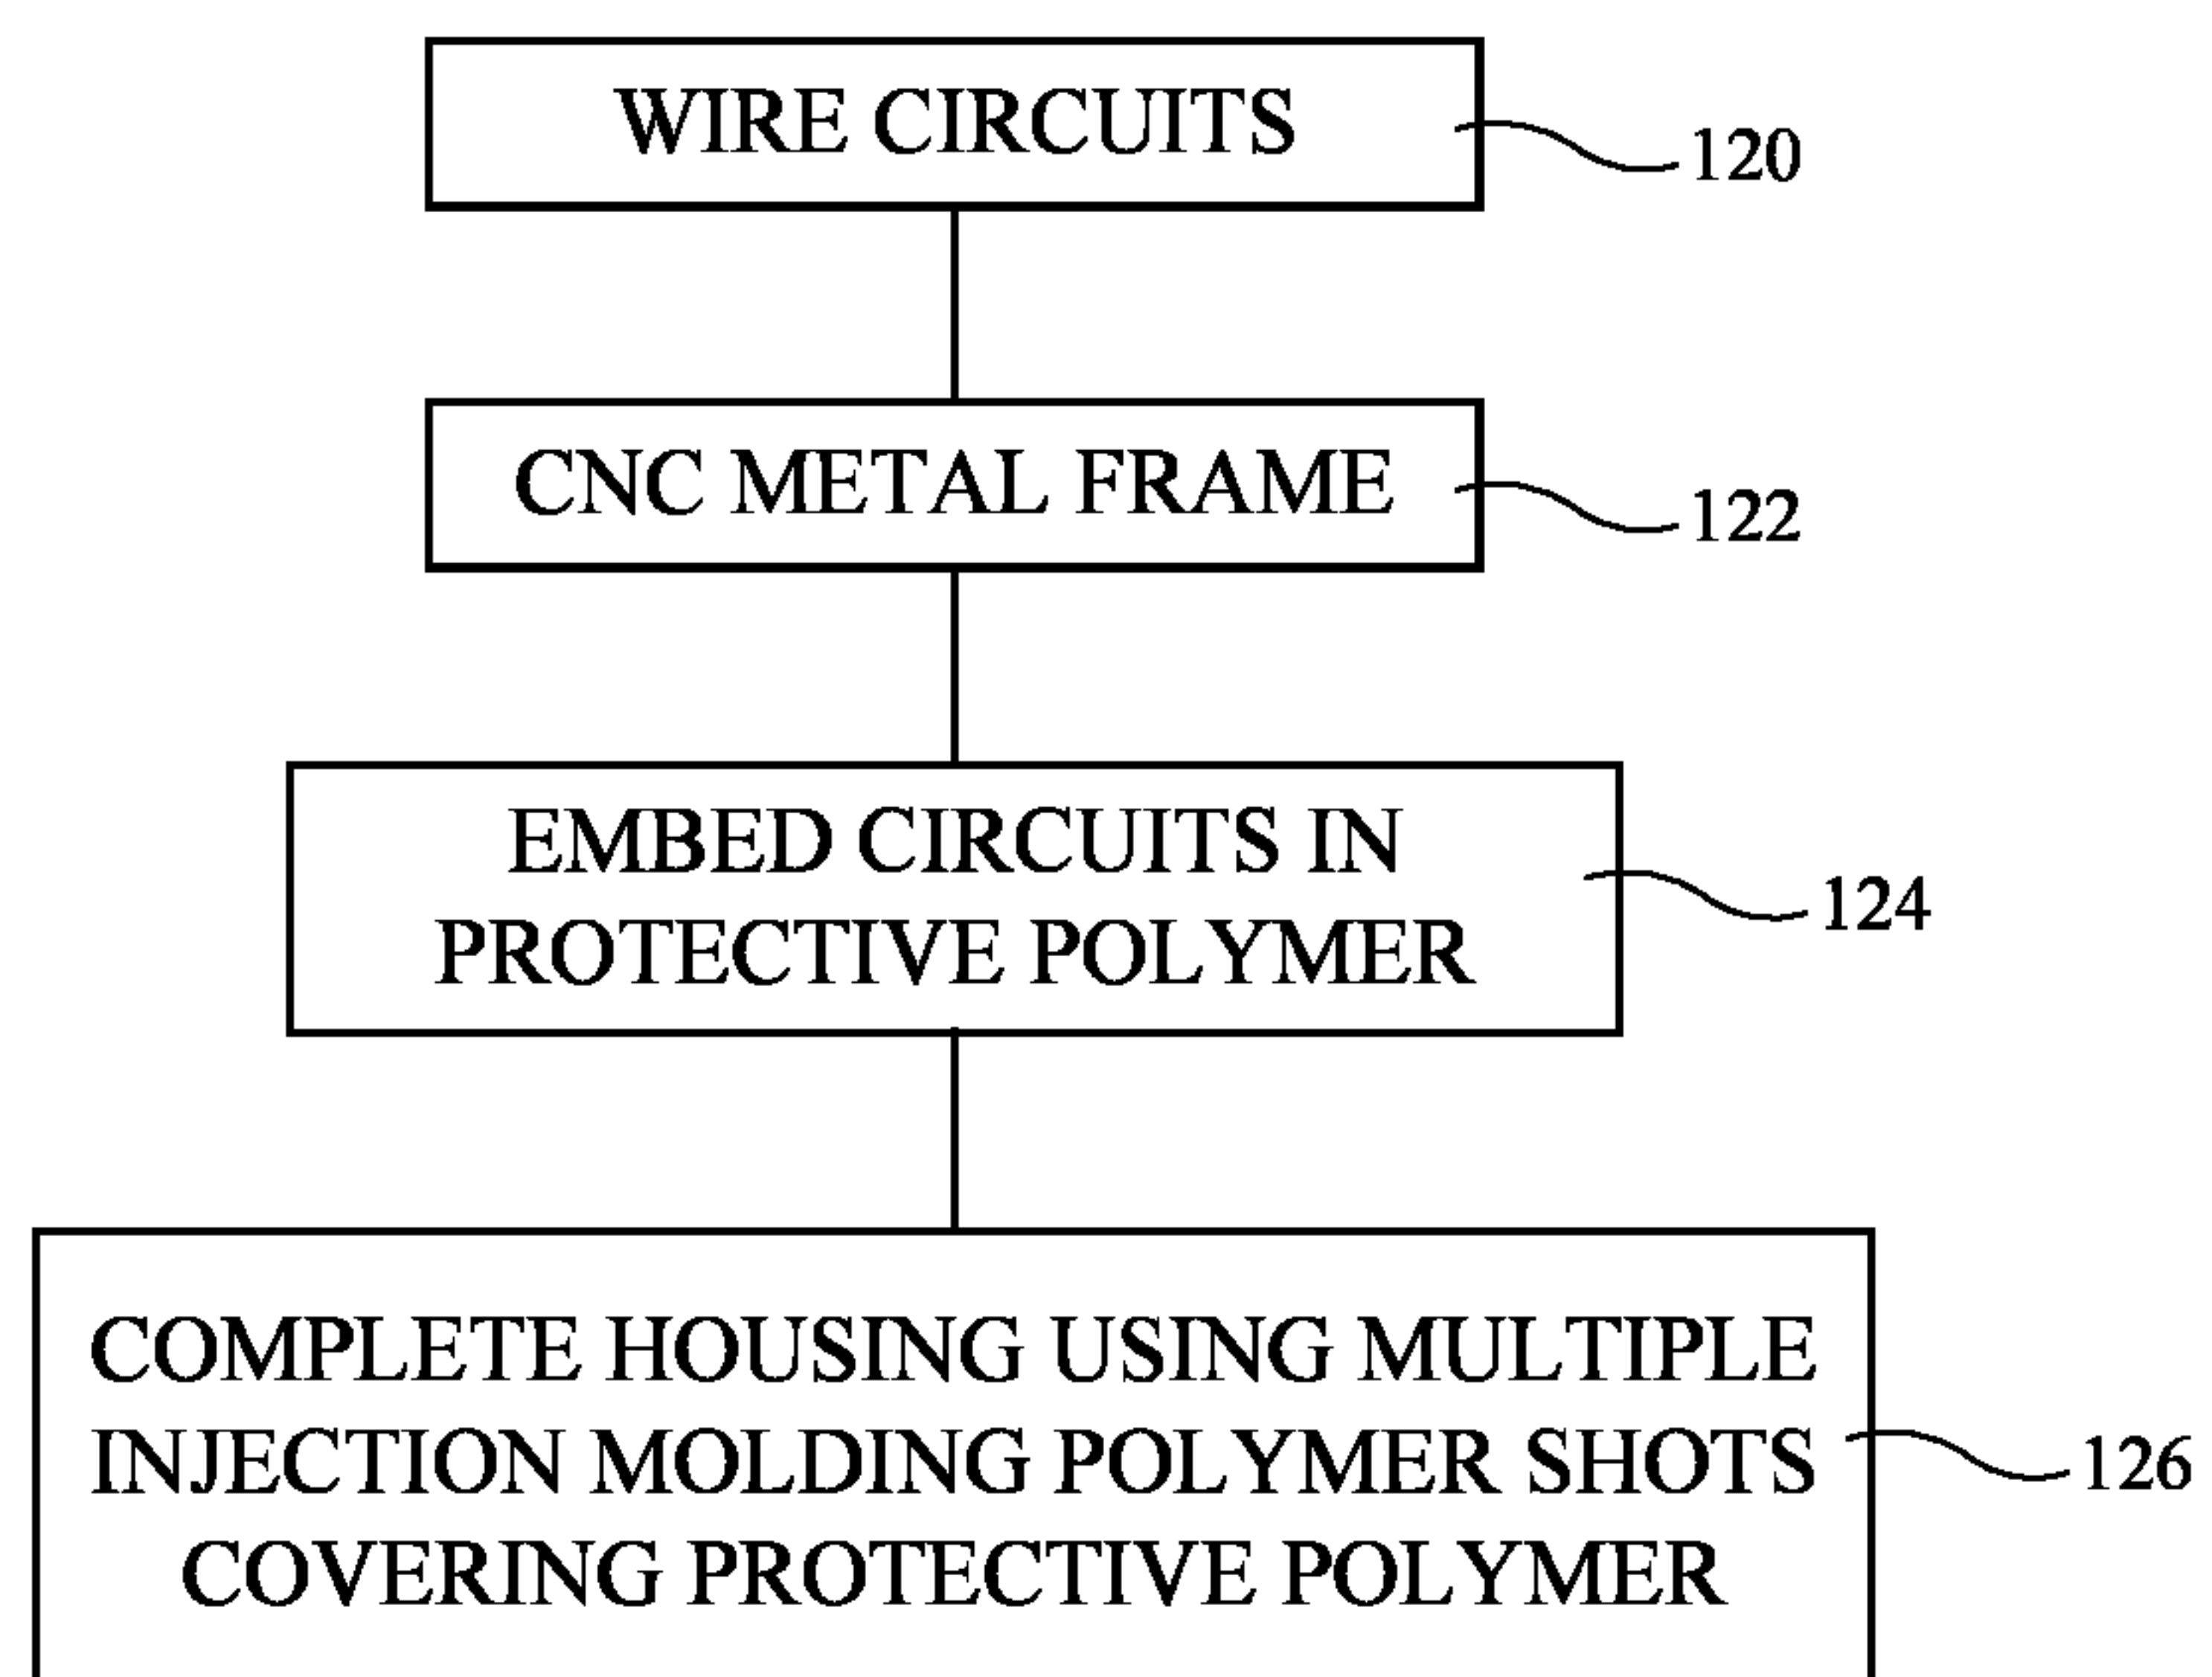 WIRE CIRCUITS
120
CNC METAL FRAME
122
EMBED CIRCUITS IN
PROTECTIVE POLYMER
124
COMPLETE HOUSING USING MULTIPLE
INJECTION MOLDING POLYMER SHOTS
COVERING PROTECTIVE POLYMER
126